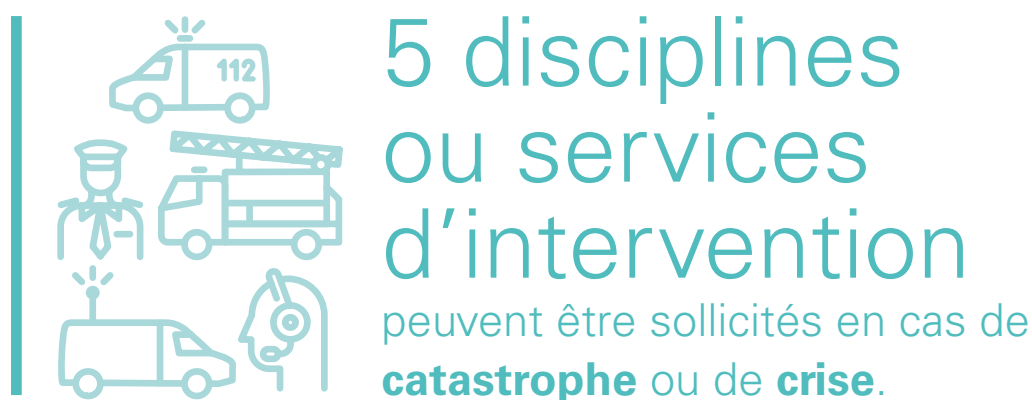 112
5 disciplines
ou services
d’intervention
peuvent être sollicités en cas de
catastrophe ou de crise.